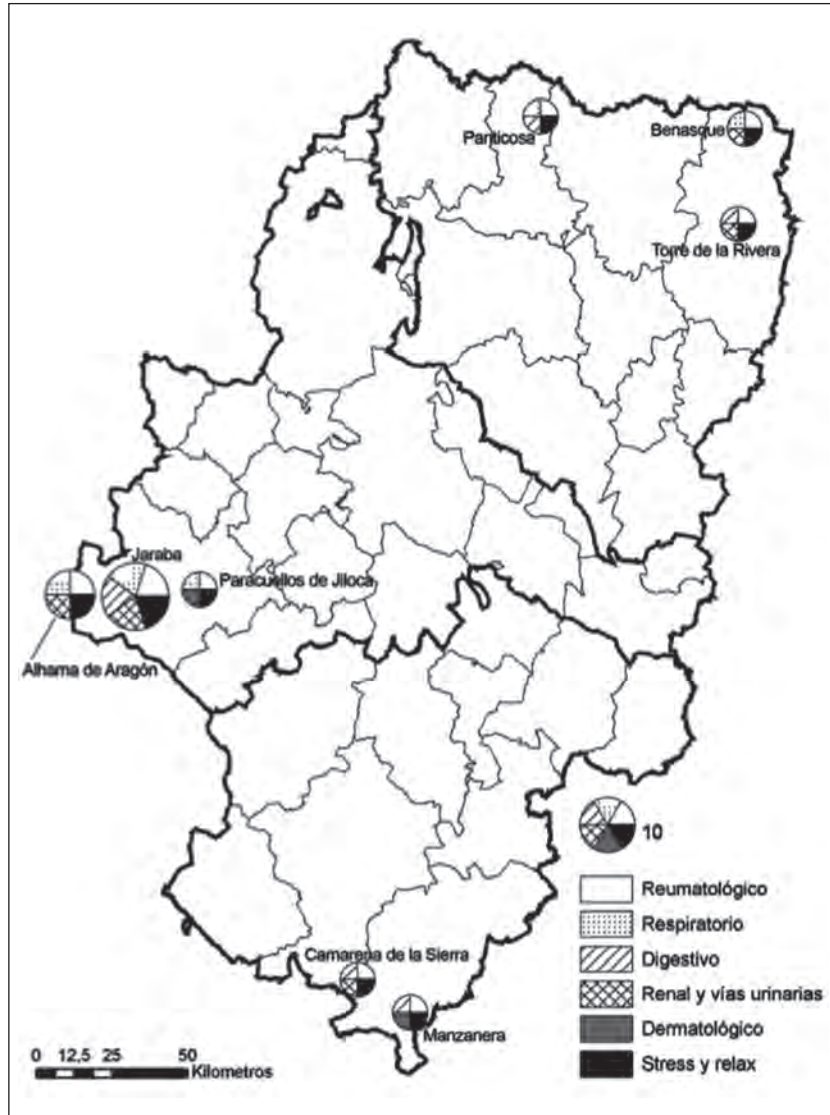 Panticosa
Benasque
Torre de la Rivera
Jaraba
Paracuellos de Jiloca
Alhama de Aragón
10
Reumatológico
Respiratorio
Digestivo
Renal y vías urinarias
Dermatológico
Stress y relax
Camarena de la Sierra
Manzanera
0 12,5 25 50
Kilometros